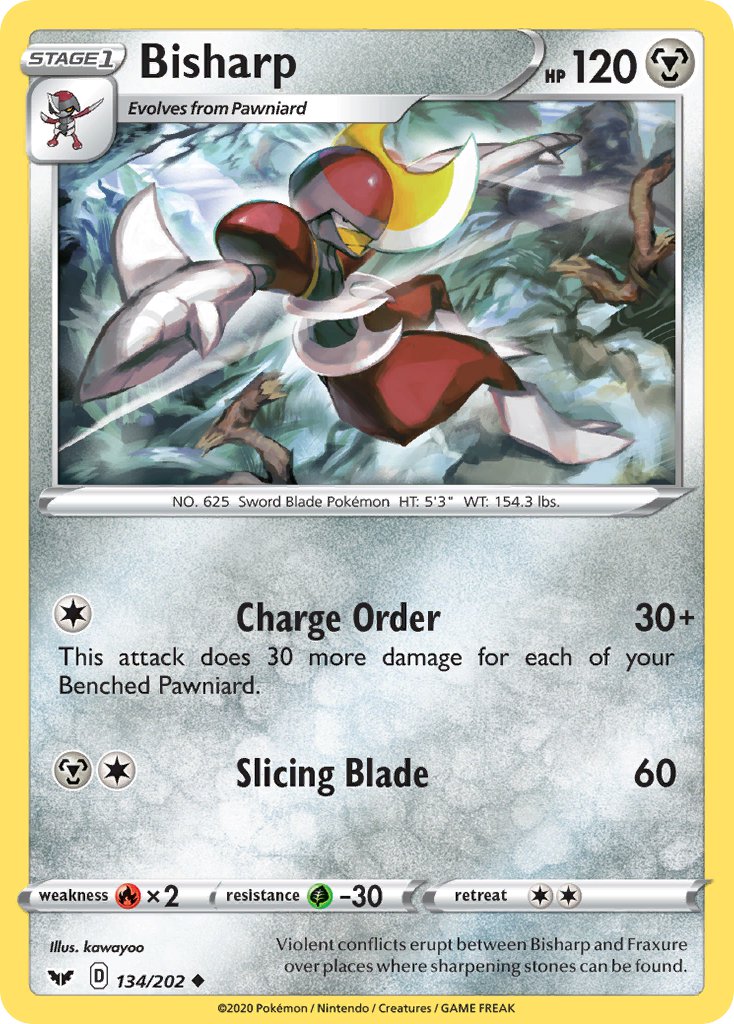 STAGE 1
Bisharp
HP 120
Evolves from Pawniard
NO. 625 Sword Blade Pokémon HT: 5'3" WT: 154.3 lbs.
Charge Order 30+
This attack does 30 more damage for each of your
Benched Pawniard.
Slicing Blade 60
weakness ×2 resistance -30 retreat
Illus. kawayoo
Violent conflicts erupt between Bisharp and Fraxure
over places where sharpening stones can be found.
D 134/202
©2020 Pokémon / Nintendo / Creatures / GAME FREAK